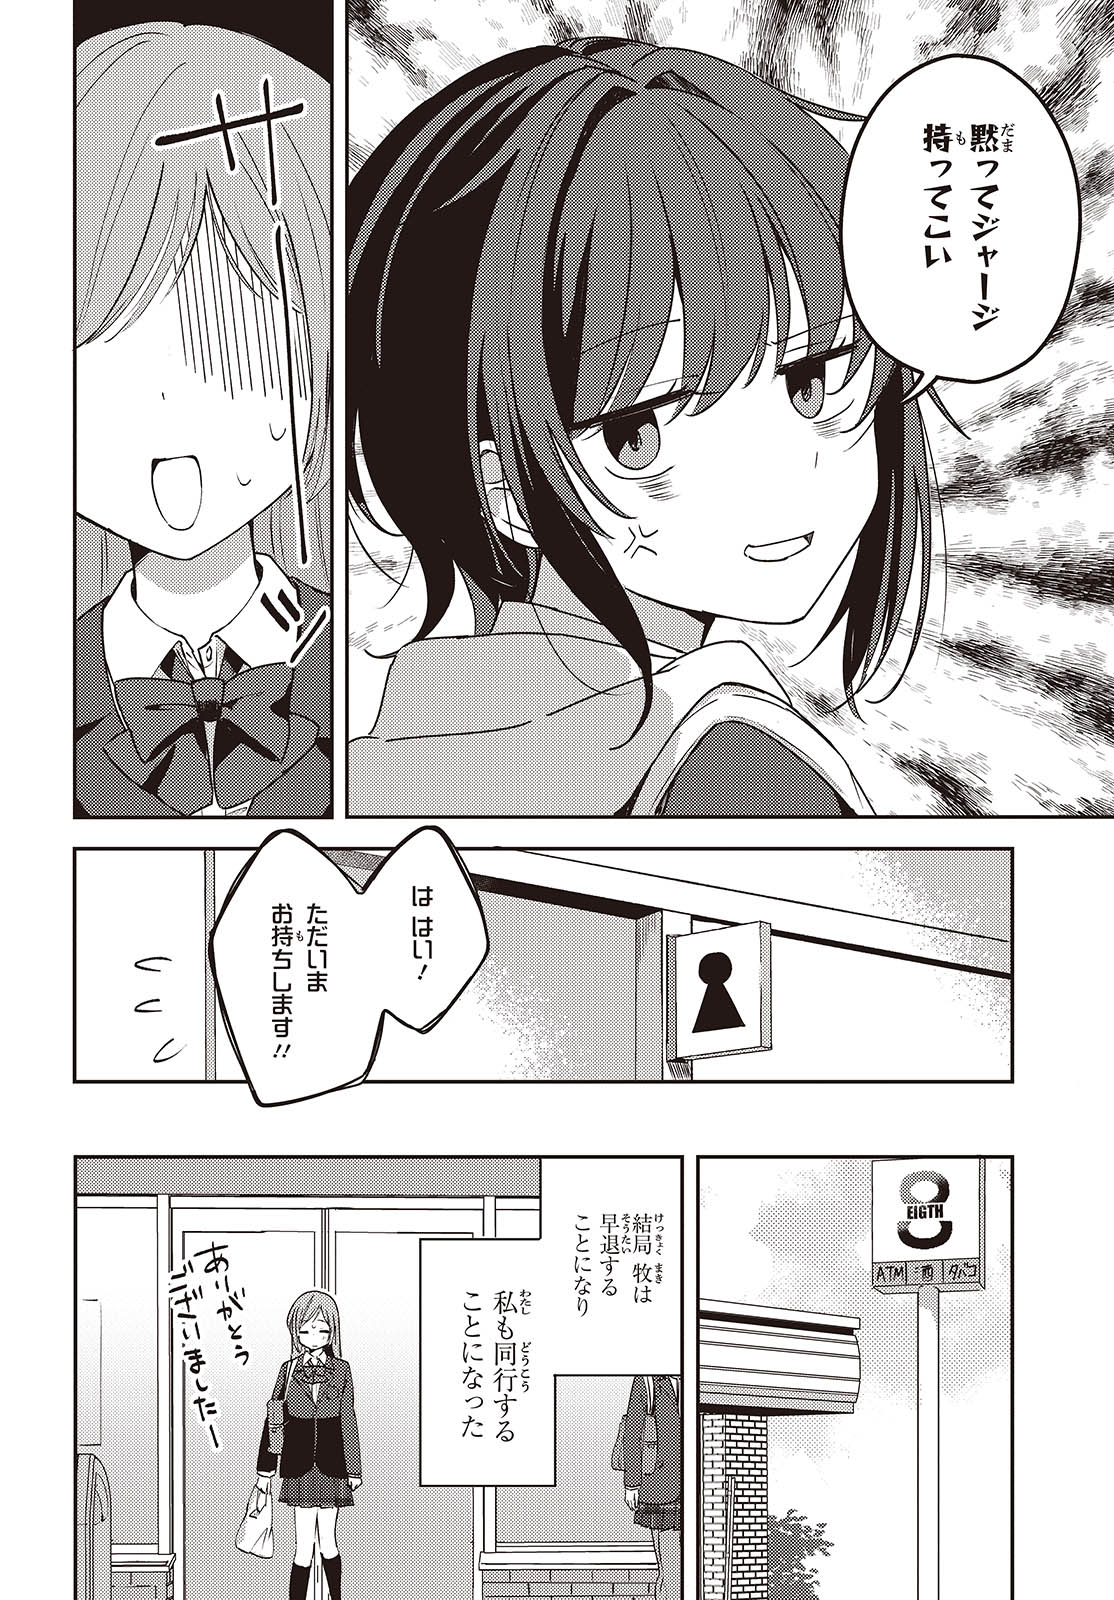 黙ってジャージ
持ってこい
サーッ
は はい!
ただいま
お持ちします!!
EIGTH
ATM
酒
タバコ
結局 牧は
早退する
ことになり
私も同行する
ことになった
ありがとう
ございましたー